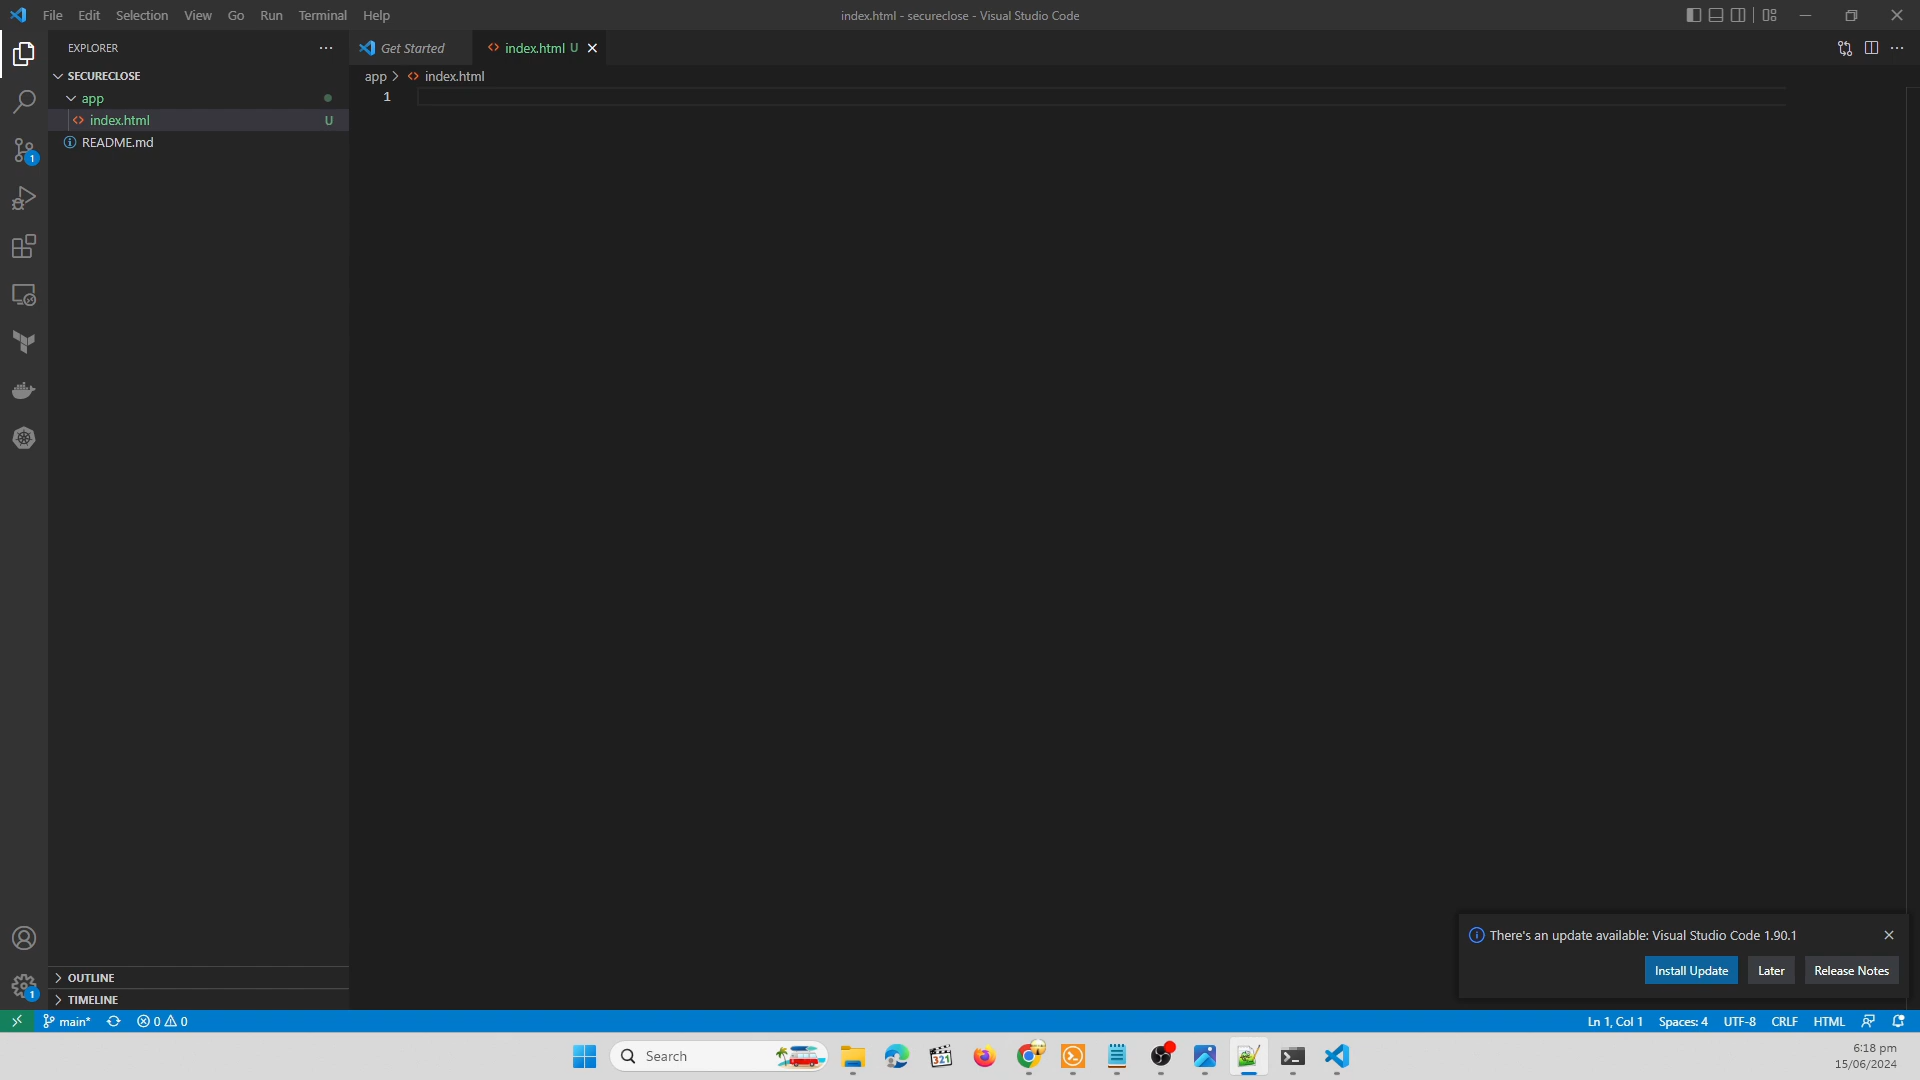 File Edit Selection View Go Run Terminal Help
index.html - secureclose - Visual Studio Code
EXPLORER
SECURECLOSE
app
index.html U
README.md
Get Started
index.html U
app > index.html
1
1
1
OUTLINE
TIMELINE
There's an update available: Visual Studio Code 1.90.1
Install Update
Later
Release Notes
main*
0 0
Ln 1, Col 1
Spaces: 4
UTF-8
CRLF
HTML
Search
321
6:18 pm
15/06/2024